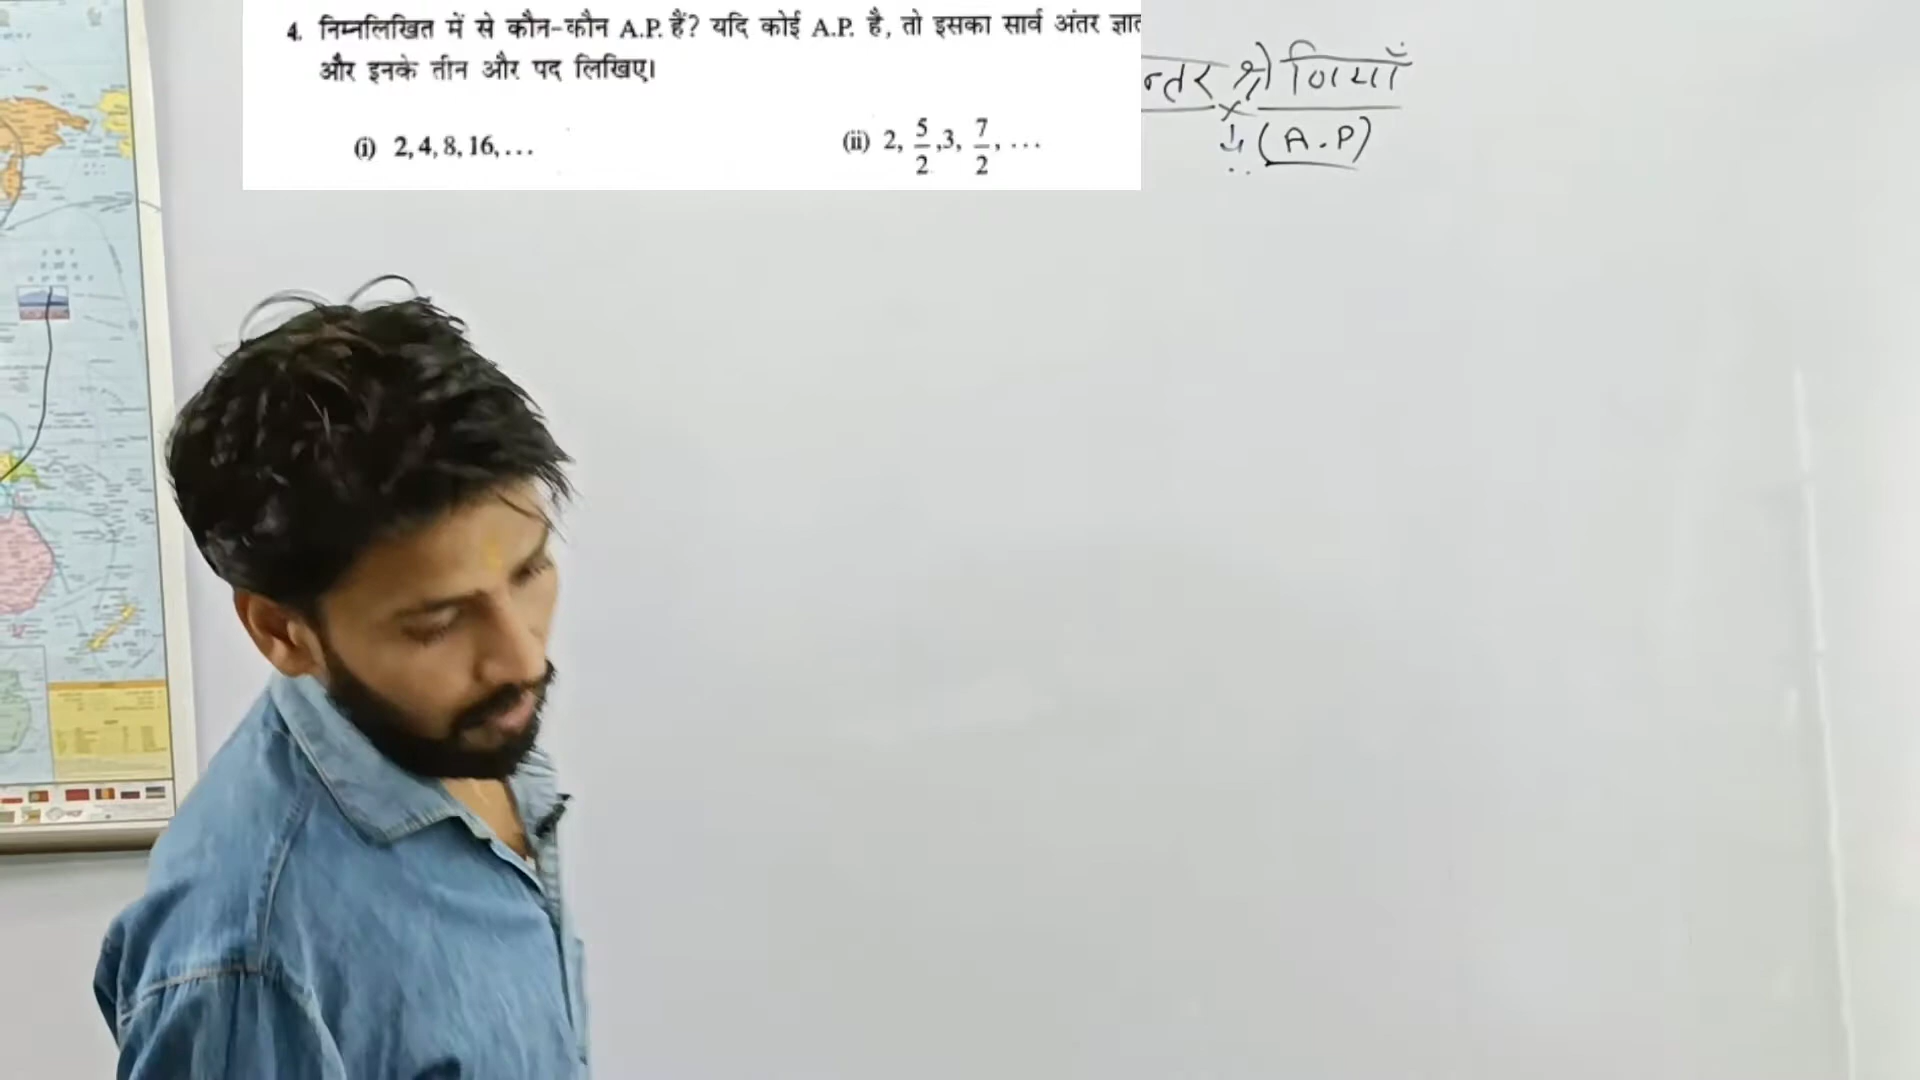 4. निम्नलिखित में से कौन-कौन A.P. हैं? यदि कोई A.P. है, तो इसका सार्व अंतर
और इनके तीन और पद लिखिए।
(i) 2, 4, 8, 16, ... (ii) 2, 5/2, 3, 7/2, ...
न्तर श्रेणियाँ
(A.P)